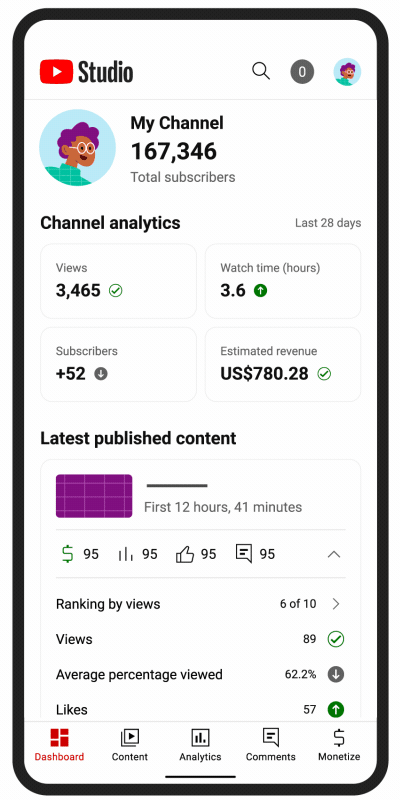 Studio
0
My Channel
167,346
Total subscribers
Channel analytics
Last 28 days
Views
3,465
Watch time (hours)
3.6
Subscribers
+52
Estimated revenue
US$780.28
Latest published content
First 12 hours, 41 minutes
95 95 95 95
Ranking by views 6 of 10
Views 89
Average percentage viewed 62.2%
Likes 57
Dashboard Content Analytics Comments Monetize